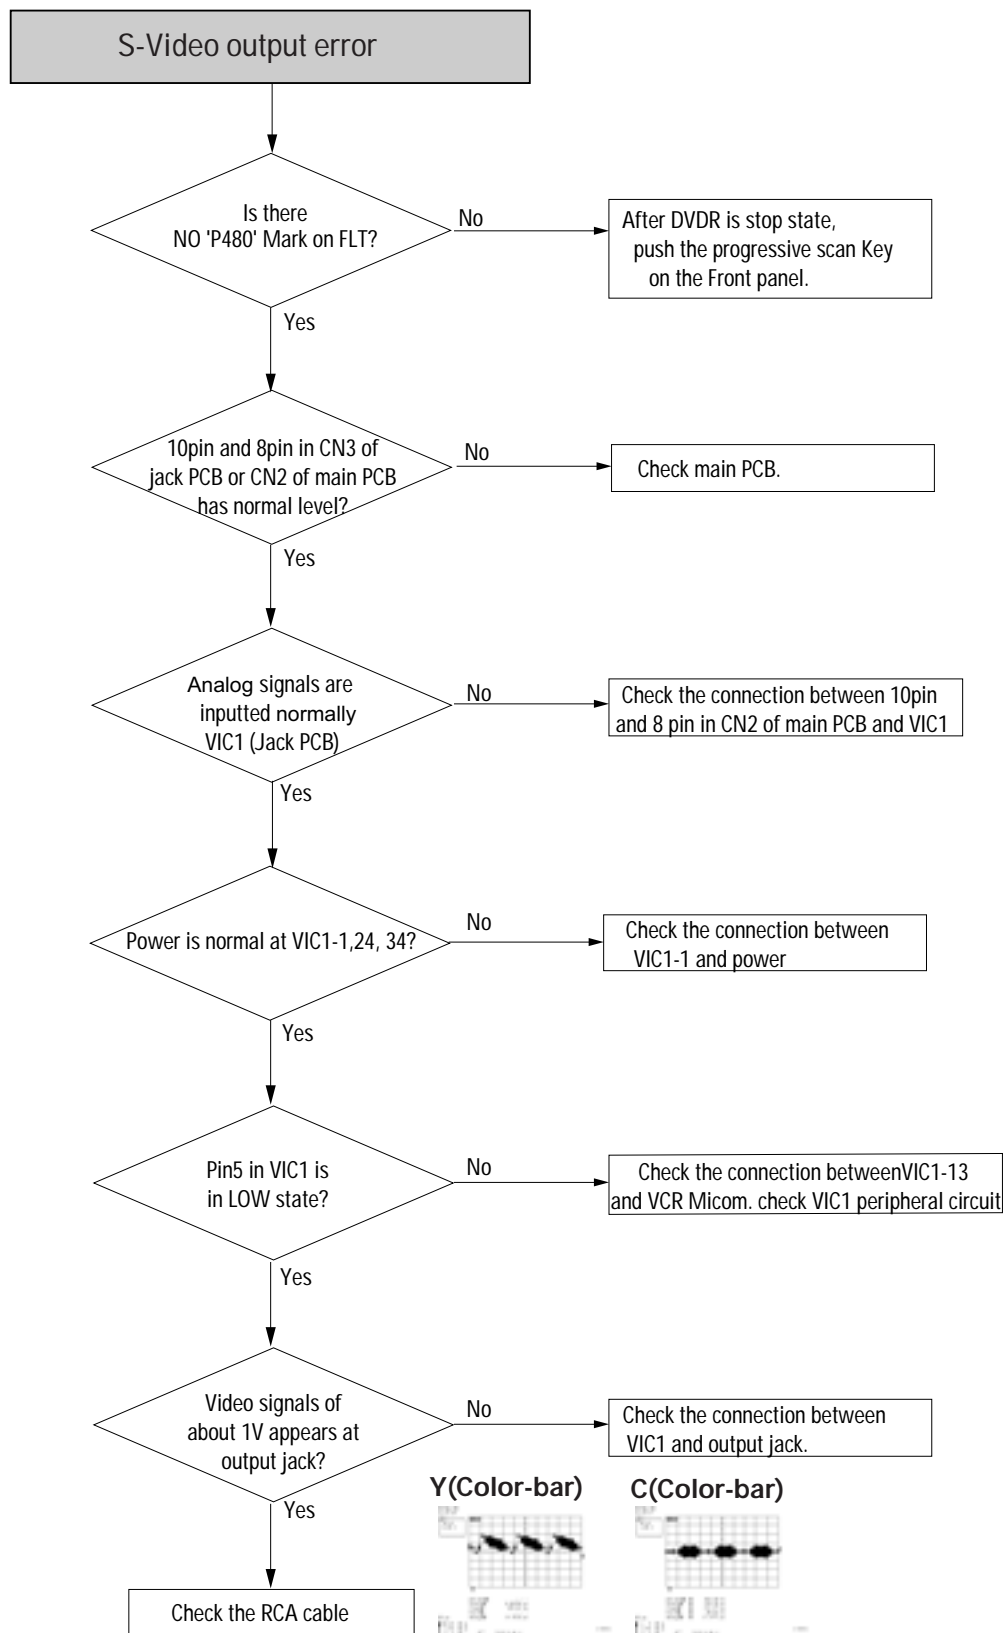 S-Video output error
Is there
NO 'P480' Mark on FLT?
No
After DVDR is stop state,
push the progressive scan Key
on the Front panel.
Yes
10pin and 8pin in CN3 of
jack PCB or CN2 of main PCB
has normal level?
No
Check main PCB.
Yes
Analog signals are
inputted normally
VIC1 (Jack PCB)
No
Check the connection between 10pin
and 8 pin in CN2 of main PCB and VIC1
Yes
Power is normal at VIC1-1,24, 34?
No
Check the connection between
VIC1-1 and power
Yes
Pin5 in VIC1 is
in LOW state?
No
Check the connection betweenVIC1-13
and VCR Micom. check VIC1 peripheral circuit
Yes
Video signals of
about 1V appears at
output jack?
No
Check the connection between
VIC1 and output jack.
Yes
Y(Color-bar)
C(Color-bar)
Check the RCA cable